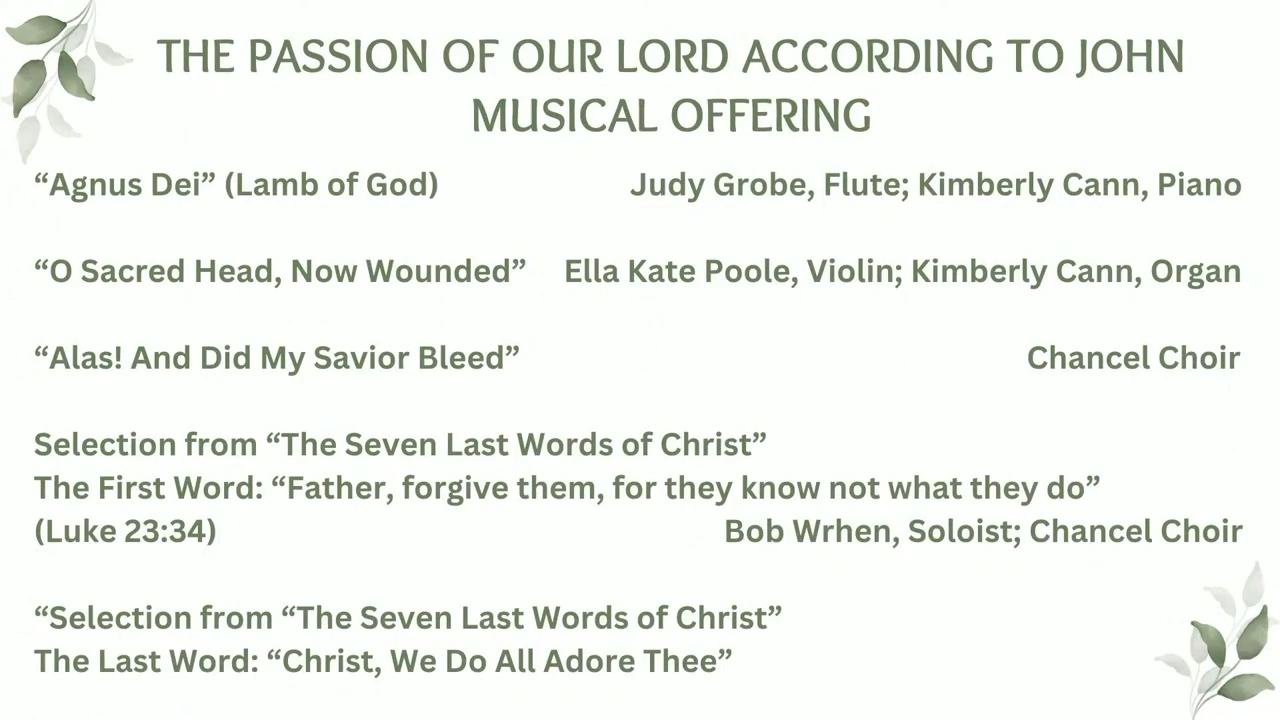 THE PASSION OF OUR LORD ACCORDING TO JOHN
MUSICAL OFFERING
“Agnus Dei” (Lamb of God) Judy Grobe, Flute; Kimberly Cann, Piano
“O Sacred Head, Now Wounded” Ella Kate Poole, Violin; Kimberly Cann, Organ
“Alas! And Did My Savior Bleed” Chancel Choir
Selection from “The Seven Last Words of Christ”
The First Word: “Father, forgive them, for they know not what they do”
(Luke 23:34) Bob Wrhen, Soloist; Chancel Choir
“Selection from “The Seven Last Words of Christ”
The Last Word: “Christ, We Do All Adore Thee”